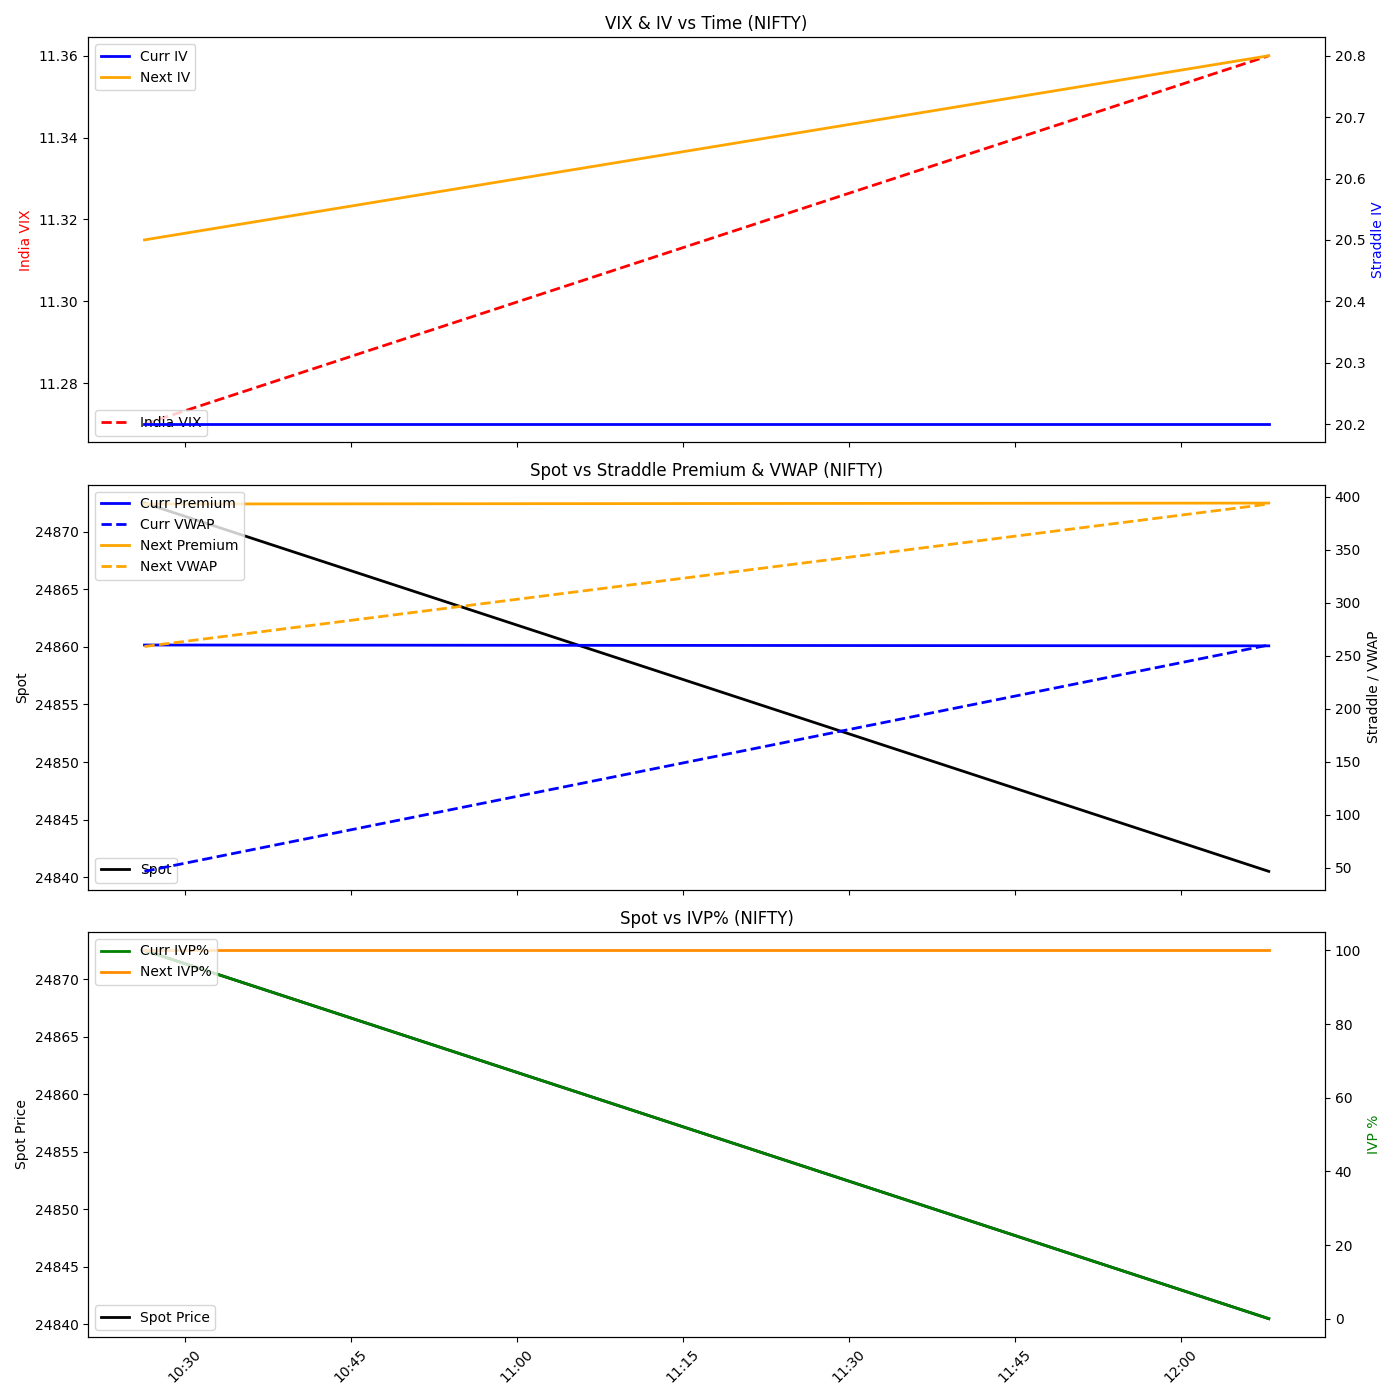 VIX & IV vs Time (NIFTY)
Curr IV
Next IV
India VIX
11.36
11.34
11.32
11.30
11.28
India VIX
20.8
20.7
20.6
20.5
20.4
20.3
20.2
Straddle IV
Spot vs Straddle Premium & VWAP (NIFTY)
Curr Premium
Curr VWAP
Next Premium
Next VWAP
Spot
24870
24865
24860
24855
24850
24845
24840
Spot
400
350
300
250
200
150
100
50
Straddle / VWAP
Spot vs IVP% (NIFTY)
Curr IVP%
Next IVP%
Spot Price
24870
24865
24860
24855
24850
24845
24840
Spot Price
100
80
60
40
20
0
IVP %
10:30
10:45
11:00
11:15
11:30
11:45
12:00